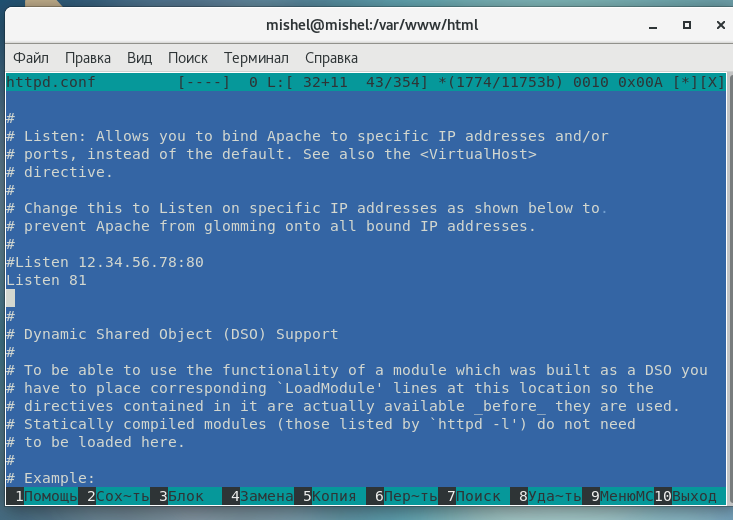 mishel@mishel:/var/www/html
Файл Правка Вид Поиск Терминал Справка
httpd.conf [----] 0 L:[ 32+11 43/354] *(1774/11753b) 0010 0x00A [*][X]
#
# Listen: Allows you to bind Apache to specific IP addresses and/or
# ports, instead of the default. See also the <VirtualHost>
# directive.
#
# Change this to Listen on specific IP addresses as shown below to.
# prevent Apache from glomming onto all bound IP addresses.
#
#Listen 12.34.56.78:80
Listen 81
#
# Dynamic Shared Object (DSO) Support
#
# To be able to use the functionality of a module which was built as a DSO you
# have to place corresponding `LoadModule' lines at this location so the
# directives contained in it are actually available _before_ they are used.
# Statically compiled modules (those listed by `httpd -l') do not need
# to be loaded here.
#
# Example:
1Помощь 2Сох~ть 3Блок 4Замена 5Копия 6Пер~ть 7Поиск 8Уда~ть 9МенюMC 10Выход